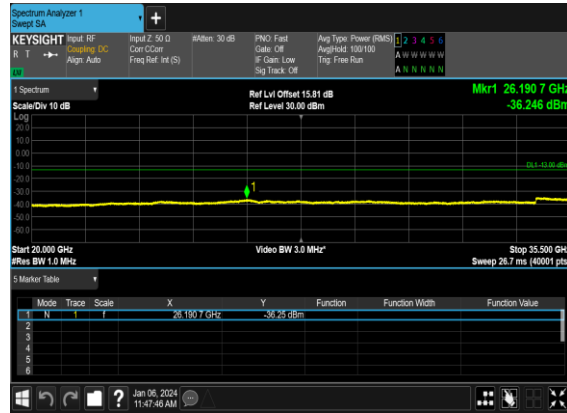 Spectrum Analyzer 1
Swept SA
KEYSIGHT Input: RF Input Z: 50 Ω #Atten: 30 dB PNO: Fast Avg Type: Power (RMS) 1 2 3 4 5 6
R T Coupling: DC Corr CCorr Gate: Off Avg|Hold: 100/100 A W W W W W
Align: Auto Freq Ref: Int (S) IF Gain: Low Trig: Free Run
LW Sig Track: Off A N N N N N
1 Spectrum Ref Lvl Offset 15.81 dB Mkr1 26.190 7 GHz
Scale/Div 10 dB Ref Level 30.00 dBm -36.246 dBm
Log
20.0
10.0
0.00
-10.0 DL1 -13.00 dBm
-20.0
-30.0 1
-40.0
-50.0
-60.0
Start 20.000 GHz Video BW 3.0 MHz* Stop 35.500 GHz
#Res BW 1.0 MHz Sweep 26.7 ms (40001 pts)
5 Marker Table
Mode Trace Scale X Y Function Function Width Function Value
1 N 1 f 26.190 7 GHz -36.25 dBm
2
3
4
5
6
? Jan 06, 2024
11:47:46 AM